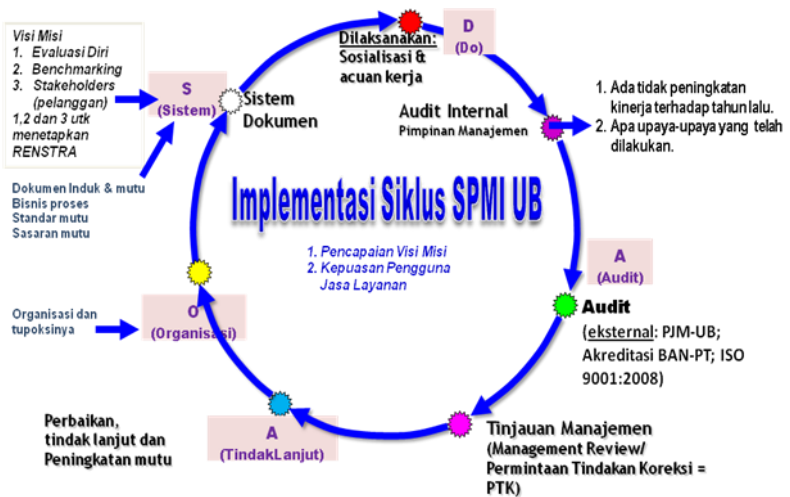 Visi Misi
1. Evaluasi Diri
2. Benchmarking
3. Stakeholders
(pelanggan)
1,2 dan 3 utk
menetapkan
RENSTRA
S
(Sistem)
Sistem
Dokumen
Dilaksanakan:
Sosialisasi &
acuan kerja
D
(Do)
Audit Internal
Pimpinan Manajemen
1. Ada tidak peningkatan
kinerja terhadap tahun lalu.
2. Apa upaya-upaya yang telah
dilakukan.
Dokumen Induk & mutu
Bisnis proses
Standar mutu
Sasaran mutu
Implementasi Siklus SPMI UB
1. Pencapaian Visi Misi
2. Kepuasan Pengguna
Jasa Layanan
A
(Audit)
Audit
(eksternal: PJM-UB;
Akreditasi BAN-PT; ISO
9001:2008)
Organisasi dan
tupoksinya
O
(Organisasi)
Perbaikan,
tindak lanjut dan
Peningkatan mutu
A
(TindakLanjut)
Tinjauan Manajemen
(Management Review/
Permintaan Tindakan Koreksi =
PTK)